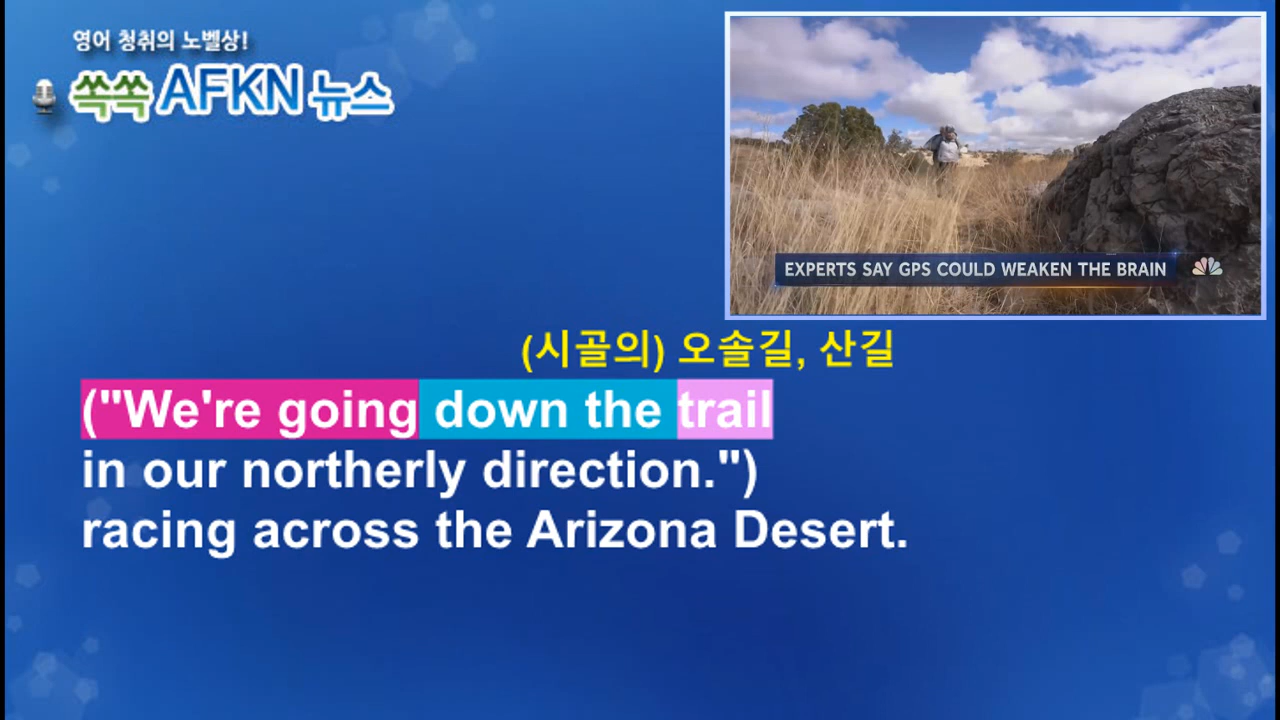 영어 청취의 노벨상!
쏙쏙 AFKN 뉴스
EXPERTS SAY GPS COULD WEAKEN THE BRAIN
(시골의) 오솔길, 산길
("We're going down the trail
in our northerly direction.")
racing across the Arizona Desert.